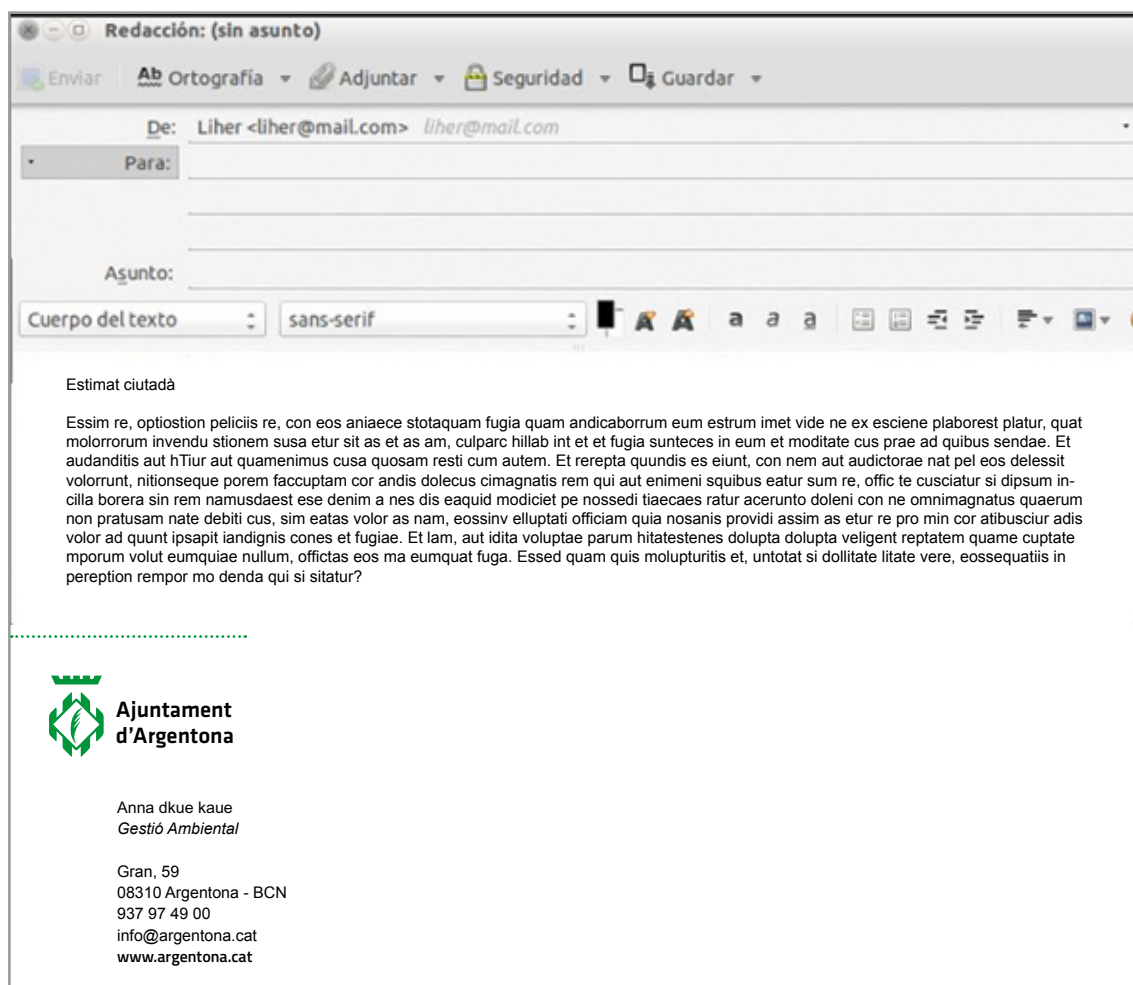 Redacción: (sin asunto)
Enviar Ab Ortografía Adjuntar Seguridad Guardar
De: Liher <liher@mail.com> liher@mail.com
Para:
Asunto:
Cuerpo del texto sans-serif A A a a a
Estimat ciutadà
Essim re, optiostion peliciis re, con eos aniaece stotaquam fugia quam andicaborrum eum estrum imet vide ne ex esciene plaborest platur, quat
molorrorum invendu stionem susa etur sit as et as am, culparc hillab int et et fugia sunteces in eum et moditate cus prae ad quibus sendae. Et
audanditis aut hTiur aut quamenimus cusa quosam resti cum autem. Et rerepta quundis es eiunt, con nem aut audictorae nat pel eos delessit
volorrunt, nitionseque porem faccuptam cor andis dolecus cimagnatis rem qui aut enimeni squibus eatur sum re, offic te cusciatur si dipsum in-
cilla borera sin rem namusdaest ese denim a nes dis eaquid modiciet pe nossedi tiaecaes ratur acerunto doleni con ne omnimagnatus quaerum
non pratusam nate debiti cus, sim eatas volor as nam, eossinv elluptati officiam quia nosanis providi assim as etur re pro min cor atibusciur adis
volor ad quunt ipsapit iandignis cones et fugiae. Et lam, aut idita voluptae parum hitatestenes dolupta dolupta veligent reptatem quame cuptate
mporum volut eumquiae nullum, offictas eos ma eumquat fuga. Essed quam quis molupturitis et, untotat si dollitate litate vere, eossequatiis in
pereption rempor mo denda qui si sitatur?
Ajuntament
d'Argentona
Anna dkue kaue
Gestió Ambiental
Gran, 59
08310 Argentona - BCN
937 97 49 00
info@argentona.cat
www.argentona.cat